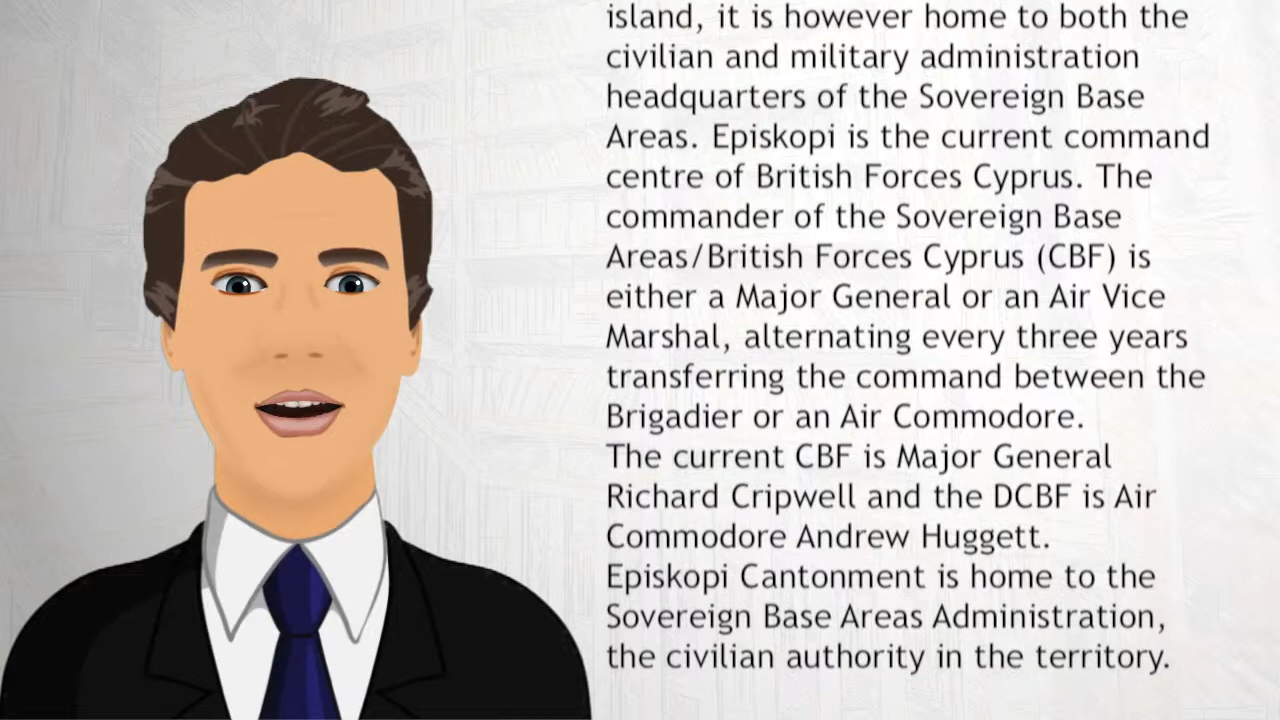 island, it is however home to both the
civilian and military administration
headquarters of the Sovereign Base
Areas. Episkopi is the current command
centre of British Forces Cyprus. The
commander of the Sovereign Base
Areas/British Forces Cyprus (CBF) is
either a Major General or an Air Vice
Marshal, alternating every three years
transferring the command between the
Brigadier or an Air Commodore.
The current CBF is Major General
Richard Cripwell and the DCBF is Air
Commodore Andrew Huggett.
Episkopi Cantonment is home to the
Sovereign Base Areas Administration,
the civilian authority in the territory.